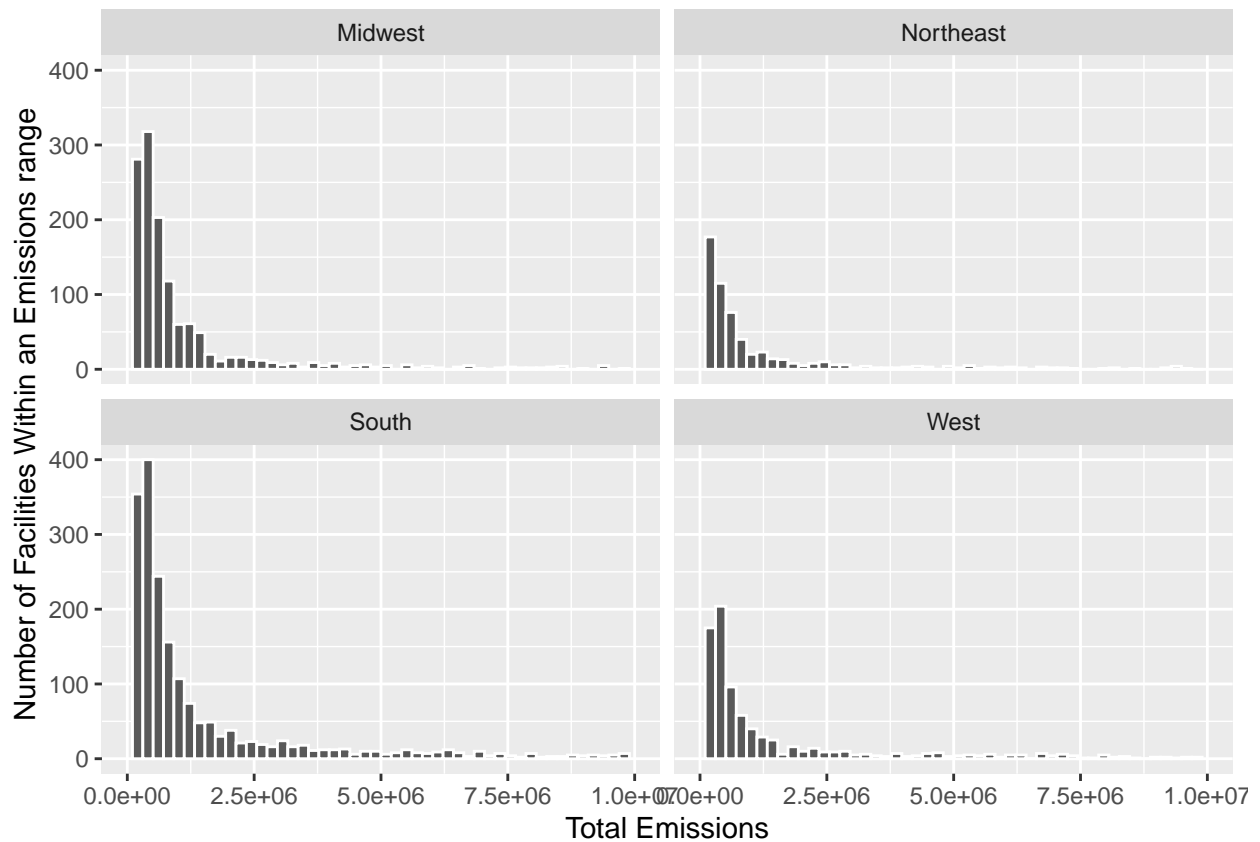 Midwest
Northeast
400
300
200
100
0
South
West
400
300
200
100
0
0.0e+00 2.5e+06 5.0e+06 7.5e+06 1.0e+07
0.0e+00 2.5e+06 5.0e+06 7.5e+06 1.0e+07
Total Emissions
Number of Facilities Within an Emissions range